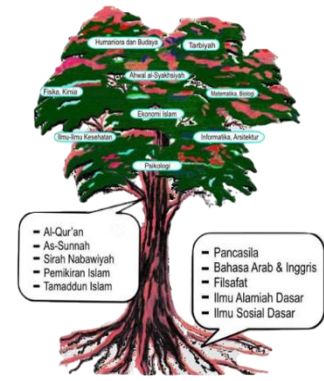 Humaniora dan Budaya
Tarbiyah
Ahwal al-Syakhsiyah
Fisika, Kimia
Matematika, Biologi
Ekonomi Islam
Ilmu-Ilmu Kesehatan
Informatika, Arsitektur
Psikologi
- Al-Qur'an
- As-Sunnah
- Sirah Nabawiyah
- Pemikiran Islam
- Tamaddun Islam
- Pancasila
- Bahasa Arab & Inggris
- Filsafat
- Ilmu Alamiah Dasar
- Ilmu Sosial Dasar